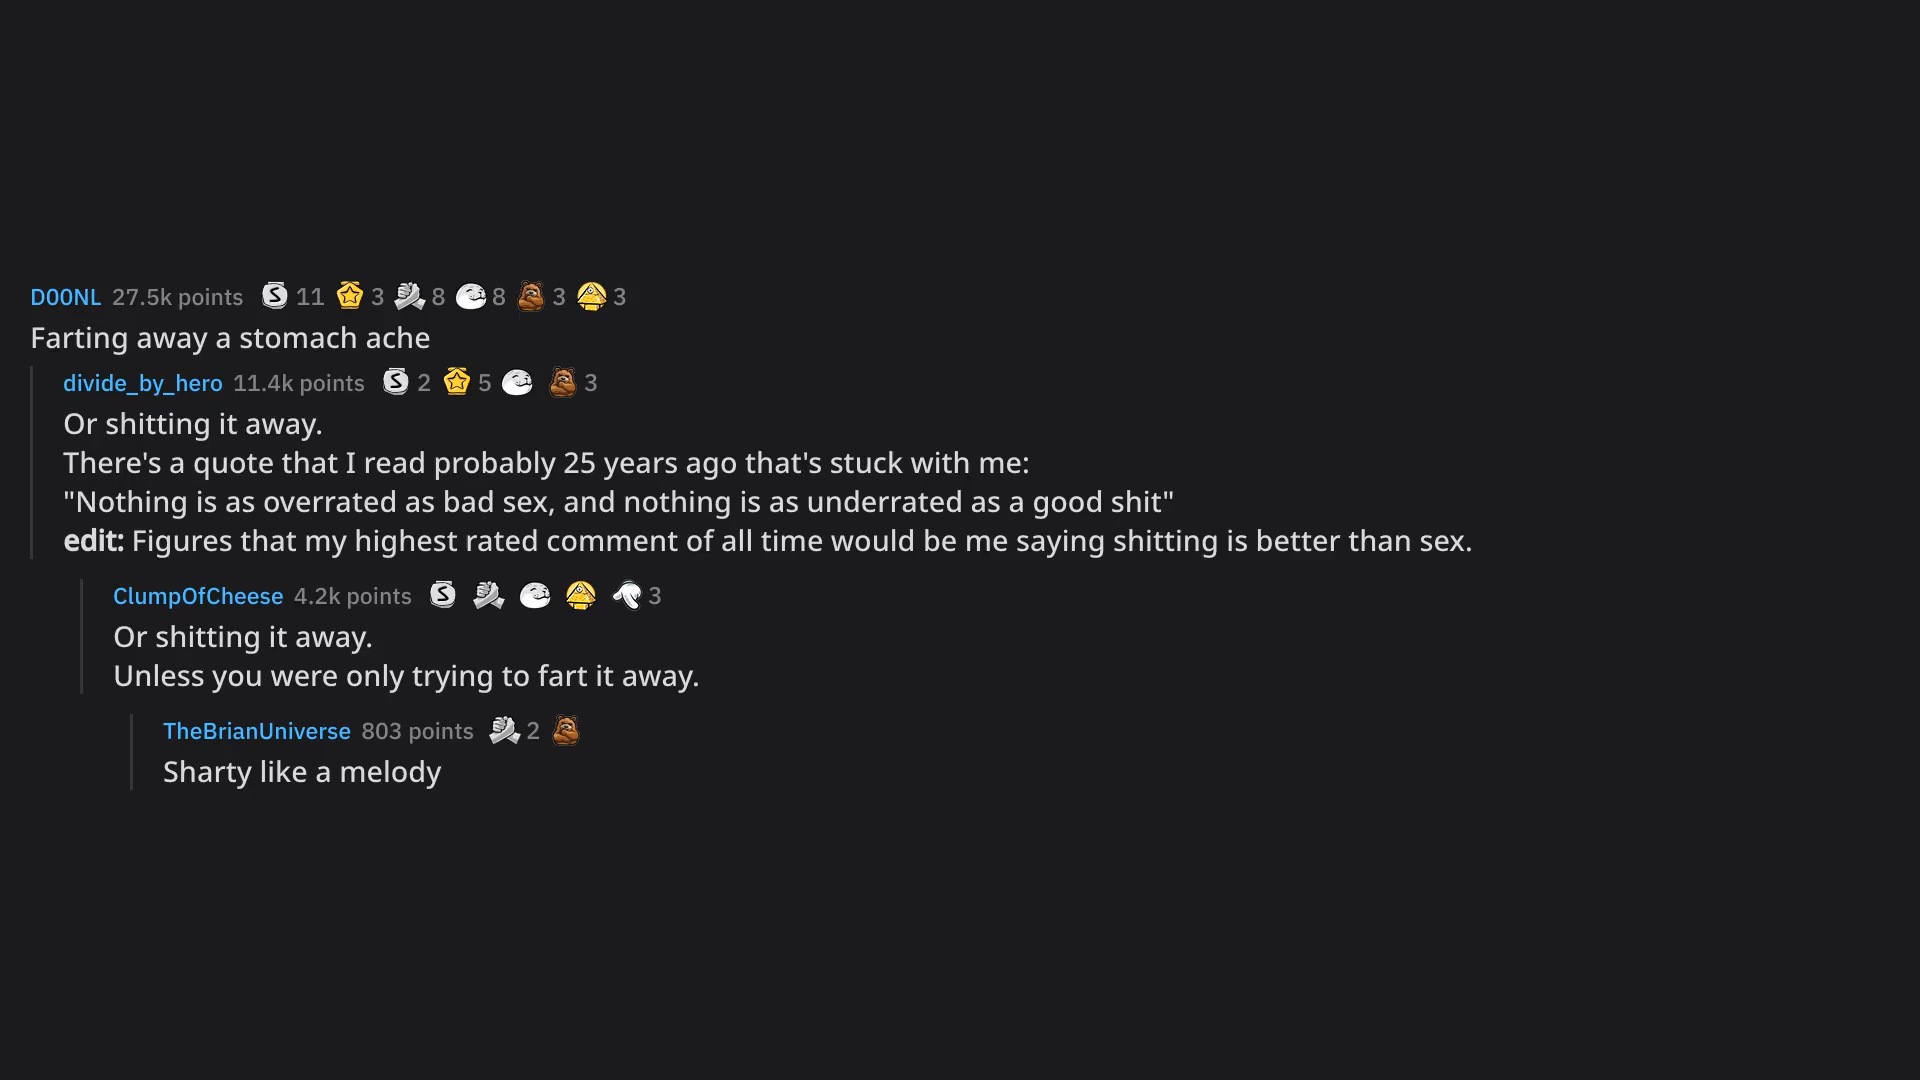 D00NL 27.5k points 11 3 8 8 3 3
Farting away a stomach ache
divide_by_hero 11.4k points 2 5 3
Or shitting it away.
There's a quote that I read probably 25 years ago that's stuck with me:
"Nothing is as overrated as bad sex, and nothing is as underrated as a good shit"
edit: Figures that my highest rated comment of all time would be me saying shitting is better than sex.
ClumpOfCheese 4.2k points 3
Or shitting it away.
Unless you were only trying to fart it away.
TheBrianUniverse 803 points 2
Sharty like a melody